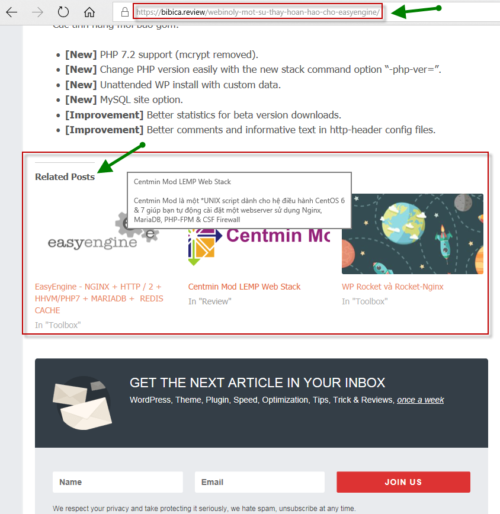 https://bibica.review/webinoly-mot-su-thay-hoan-hao-cho-easyengine/
• [New] PHP 7.2 support (mcrypt removed).
• [New] Change PHP version easily with the new stack command option “-php-ver=”.
• [New] Unattended WP install with custom data.
• [New] MySQL site option.
• [Improvement] Better statistics for beta version downloads.
• [Improvement] Better comments and informative text in http-header config files.
Related Posts
Centmin Mod LEMP Web Stack
Centmin Mod là một *UNIX script dành cho hệ điều hành CentOS 6
& 7 giúp bạn tự động cài đặt một webserver sử dụng Nginx,
MariaDB, PHP-FPM & CSF Firewall
easyengine
Centmin Mo
EasyEngine - NGINX + HTTP / 2 +
HHVM/PHP7 + MARIADB + REDIS
CACHE
In "Toolbox"
Centmin Mod LEMP Web Stack
In "Review"
WP Rocket và Rocket-Nginx
In "Toolbox"
GET THE NEXT ARTICLE IN YOUR INBOX
WordPress, Theme, Plugin, Speed, Optimization, Tips, Trick & Reviews, once a week
Name
Email
JOIN US
We respect your privacy and take protecting it seriously, we hate spam, unsubscribe at any time.